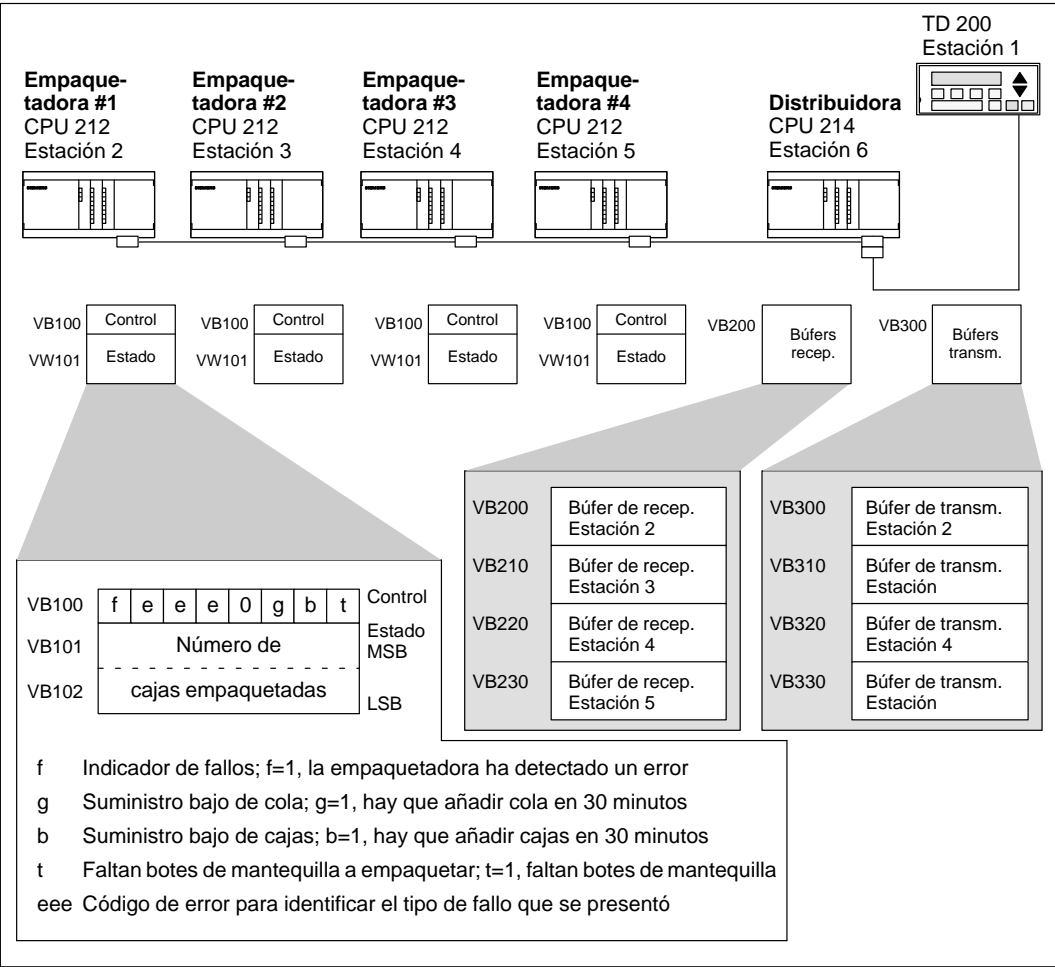 TD 200
Estación 1
Empaque-
tadora #1
CPU 212
Estación 2
Empaque-
tadora #2
CPU 212
Estación 3
Empaque-
tadora #3
CPU 212
Estación 4
Empaque-
tadora #4
CPU 212
Estación 5
Distribuidora
CPU 214
Estación 6
VB100 Control
VW101 Estado
VB100 Control
VW101 Estado
VB100 Control
VW101 Estado
VB100 Control
VW101 Estado
VB200 Búfers
recep.
VB300 Búfers
transm.
VB200 Búfer de recep.
Estación 2
VB210 Búfer de recep.
Estación 3
VB220 Búfer de recep.
Estación 4
VB230 Búfer de recep.
Estación 5
VB300 Búfer de transm.
Estación 2
VB310 Búfer de transm.
Estación
VB320 Búfer de transm.
Estación 4
VB330 Búfer de transm.
Estación
VB100 f e e e 0 g b t Control
VB101 Número de Estado
MSB
VB102 cajas empaquetadas LSB
f Indicador de fallos; f=1, la empaquetadora ha detectado un error
g Suministro bajo de cola; g=1, hay que añadir cola en 30 minutos
b Suministro bajo de cajas; b=1, hay que añadir cajas en 30 minutos
t Faltan botes de mantequilla a empaquetar; t=1, faltan botes de mantequilla
eee Código de error para identificar el tipo de fallo que se presentó